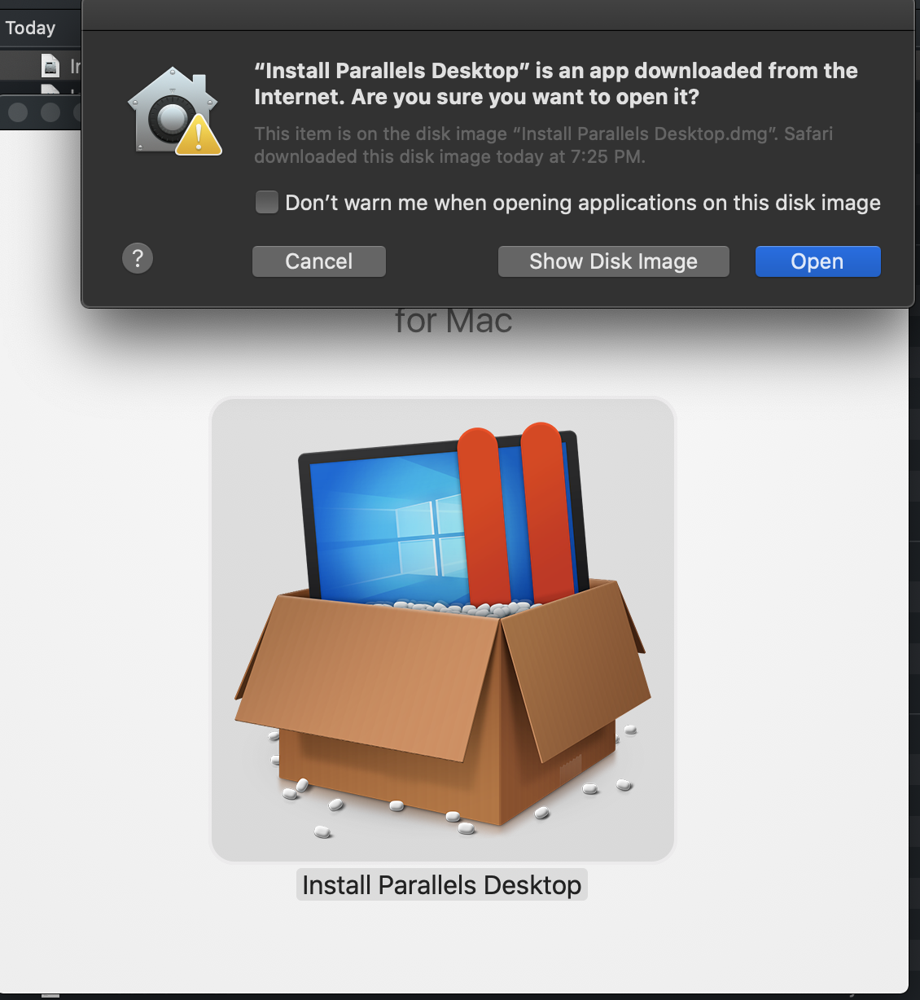 Today
“Install Parallels Desktop” is an app downloaded from the
Internet. Are you sure you want to open it?
This item is on the disk image “Install Parallels Desktop.dmg”. Safari
downloaded this disk image today at 7:25 PM.
Don’t warn me when opening applications on this disk image
?
Cancel
Show Disk Image
Open
for Mac
Install Parallels Desktop